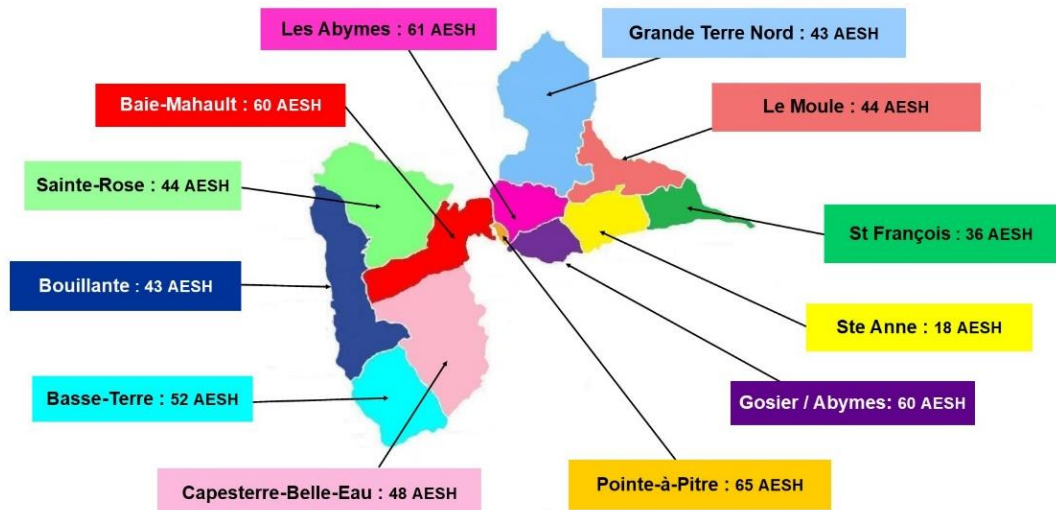 Les Abymes : 61 AESH
Grande Terre Nord : 43 AESH
Baie-Mahault : 60 AESH
Le Moule : 44 AESH
Sainte-Rose : 44 AESH
St François : 36 AESH
Bouillante : 43 AESH
Ste Anne : 18 AESH
Basse-Terre : 52 AESH
Gosier / Abymes: 60 AESH
Capesterre-Belle-Eau : 48 AESH
Pointe-à-Pitre : 65 AESH